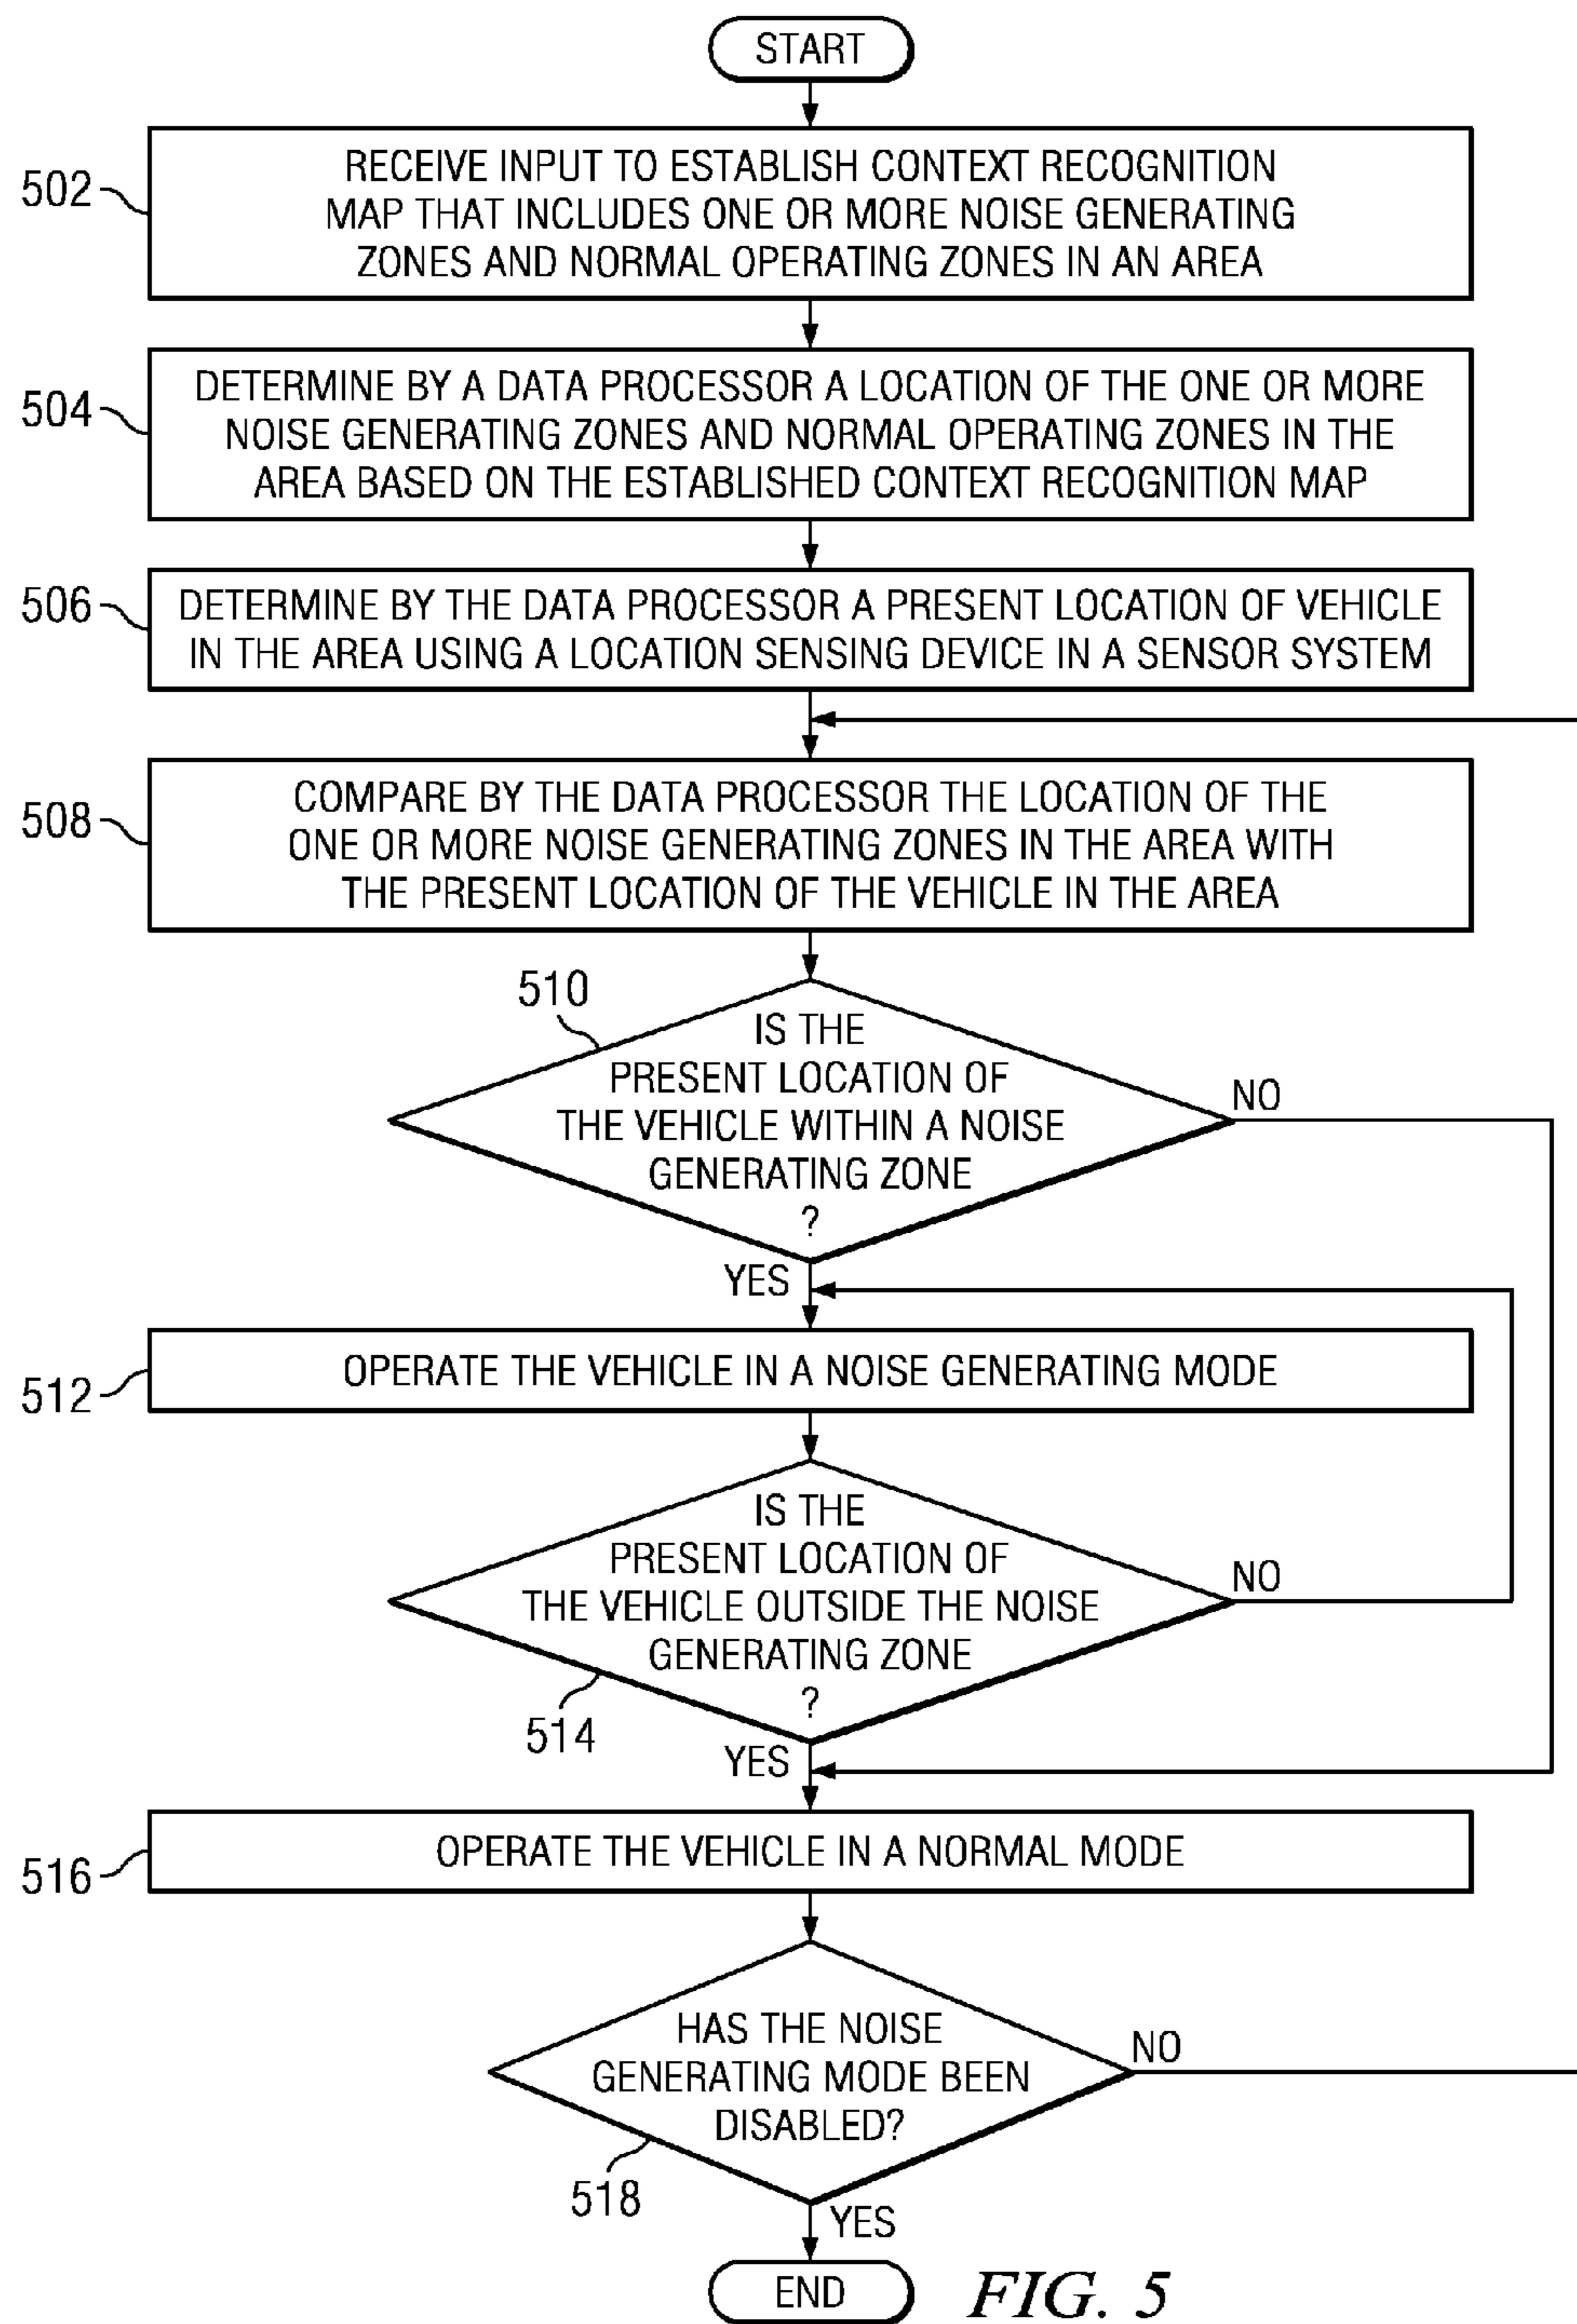 START
502
RECEIVE INPUT TO ESTABLISH CONTEXT RECOGNITION
MAP THAT INCLUDES ONE OR MORE NOISE GENERATING
ZONES AND NORMAL OPERATING ZONES IN AN AREA
504
DETERMINE BY A DATA PROCESSOR A LOCATION OF THE ONE OR MORE
NOISE GENERATING ZONES AND NORMAL OPERATING ZONES IN THE
AREA BASED ON THE ESTABLISHED CONTEXT RECOGNITION MAP
506
DETERMINE BY THE DATA PROCESSOR A PRESENT LOCATION OF VEHICLE
IN THE AREA USING A LOCATION SENSING DEVICE IN A SENSOR SYSTEM
508
COMPARE BY THE DATA PROCESSOR THE LOCATION OF THE
ONE OR MORE NOISE GENERATING ZONES IN THE AREA WITH
THE PRESENT LOCATION OF THE VEHICLE IN THE AREA
510
IS THE
PRESENT LOCATION OF
THE VEHICLE WITHIN A NOISE
GENERATING ZONE
?
NO
YES
512
OPERATE THE VEHICLE IN A NOISE GENERATING MODE
IS THE
PRESENT LOCATION OF
THE VEHICLE OUTSIDE THE NOISE
GENERATING ZONE
?
NO
514
YES
516
OPERATE THE VEHICLE IN A NORMAL MODE
HAS THE NOISE
GENERATING MODE BEEN
DISABLED?
NO
518
YES
END
FIG. 5